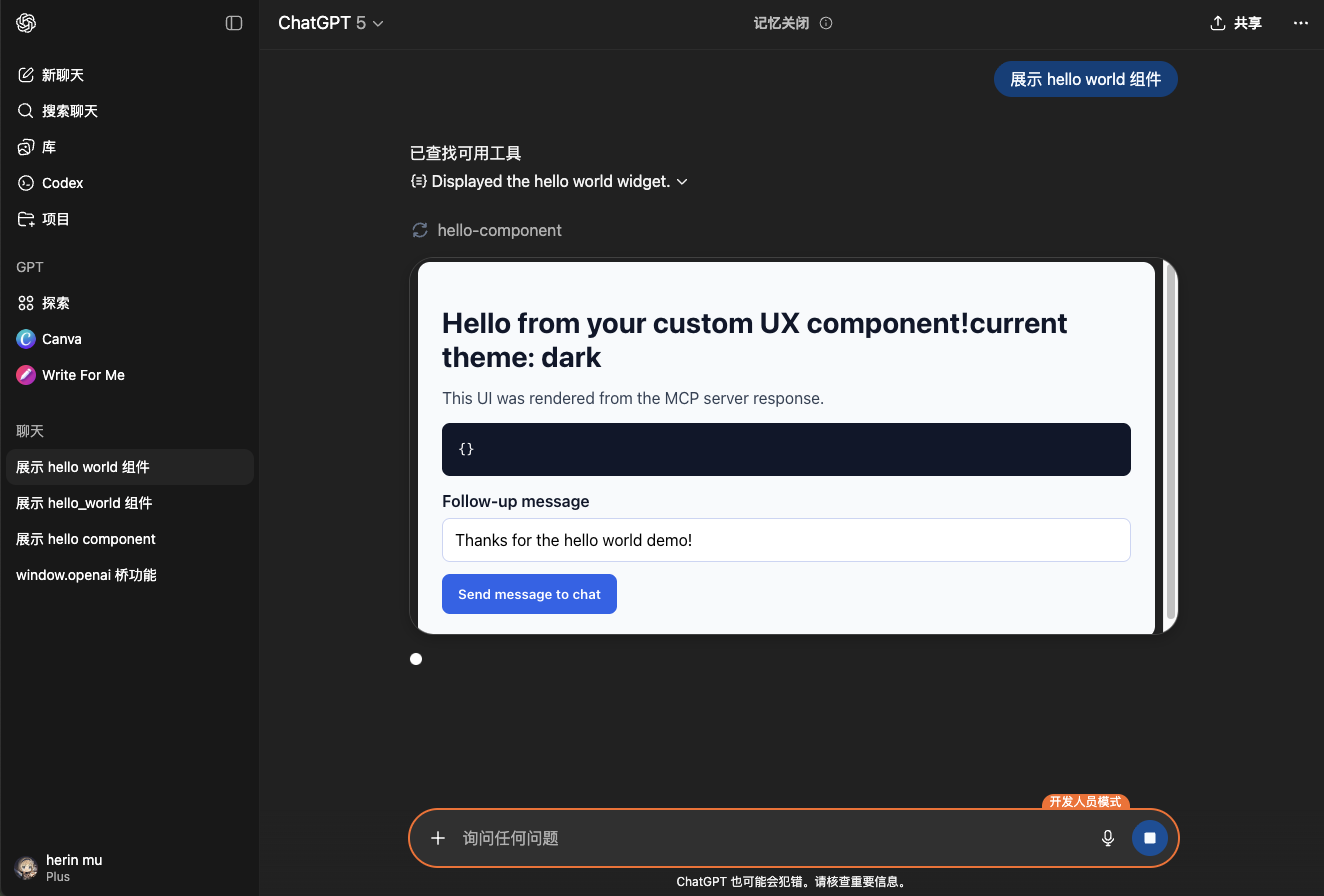 ChatGPT 5
记忆关闭
共享
新聊天
搜索聊天
库
Codex
项目
GPT
探索
Canva
Write For Me
聊天
展示 hello world 组件
展示 hello_world 组件
展示 hello component
window.openai 桥功能
herin mu
Plus
展示 hello world 组件
已查找可用工具
Displayed the hello world widget.
hello-component
Hello from your custom UX component!current
theme: dark
This UI was rendered from the MCP server response.
{}
Follow-up message
Thanks for the hello world demo!
Send message to chat
开发人员模式
询问任何问题
ChatGPT 也可能会犯错。请核查重要信息。